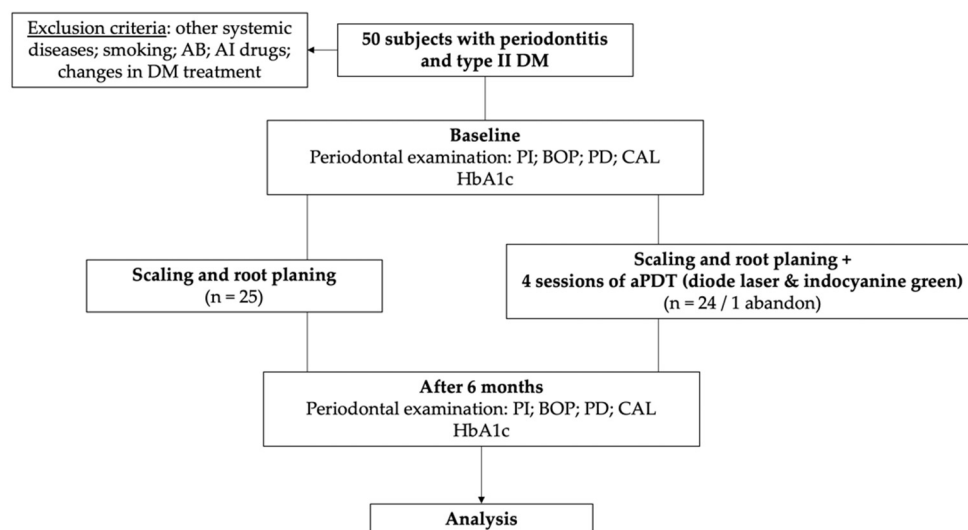 Exclusion criteria: other systemic
diseases; smoking; AB; AI drugs;
changes in DM treatment
50 subjects with periodontitis
and type II DM
Baseline
Periodontal examination: PI; BOP; PD; CAL
HbA1c
Scaling and root planing
(n = 25)
Scaling and root planing +
4 sessions of aPDT (diode laser & indocyanine green)
(n = 24 / 1 abandon)
After 6 months
Periodontal examination: PI; BOP; PD; CAL
HbA1c
Analysis